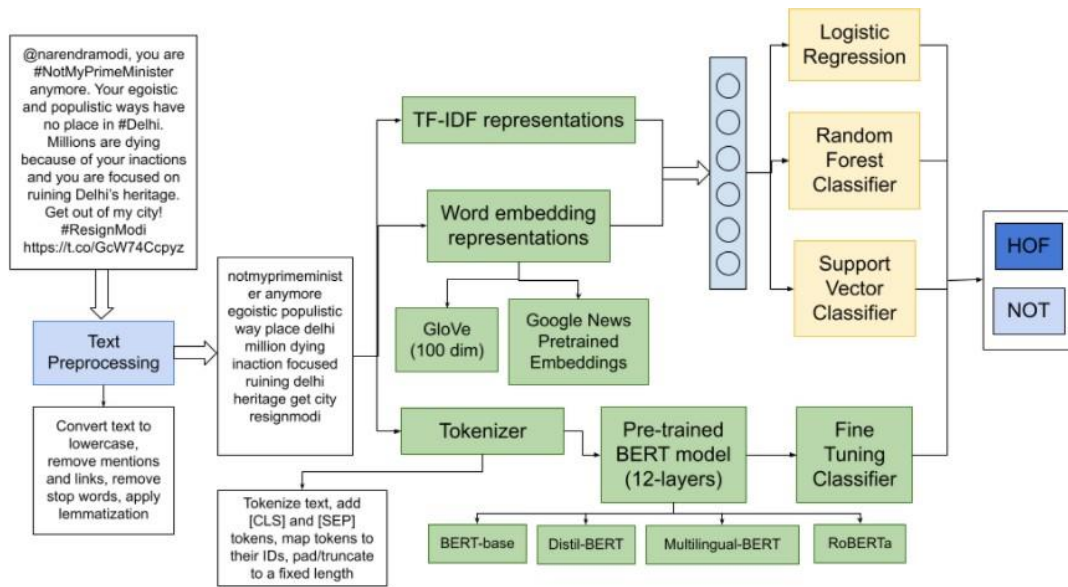 @narendramodi, you are
#NotMyPrimeMinister
anymore. Your egoistic
and populistic ways have
no place in #Delhi.
Millions are dying
because of your inactions
and you are focused on
ruining Delhi's heritage.
Get out of my city!
#ResignModi
https://t.co/GcW74Ccpyz
Text
Preprocessing
Convert text to
lowercase,
remove mentions
and links, remove
stop words, apply
lemmatization
notmyprimeminist
er anymore
egoistic populistic
way place delhi
million dying
inaction focused
ruining delhi
heritage get city
resignmodi
TF-IDF representations
Word embedding
representations
GloVe
(100 dim)
Google News
Pretrained
Embeddings
Tokenizer
Tokenize text, add
[CLS] and [SEP]
tokens, map tokens to
their IDs, pad/truncate
to a fixed length
Pre-trained
BERT model
(12-layers)
BERT-base
Distil-BERT
Multilingual-BERT
RoBERTa
Fine
Tuning
Classifier
Logistic
Regression
Random
Forest
Classifier
Support
Vector
Classifier
HOF
NOT